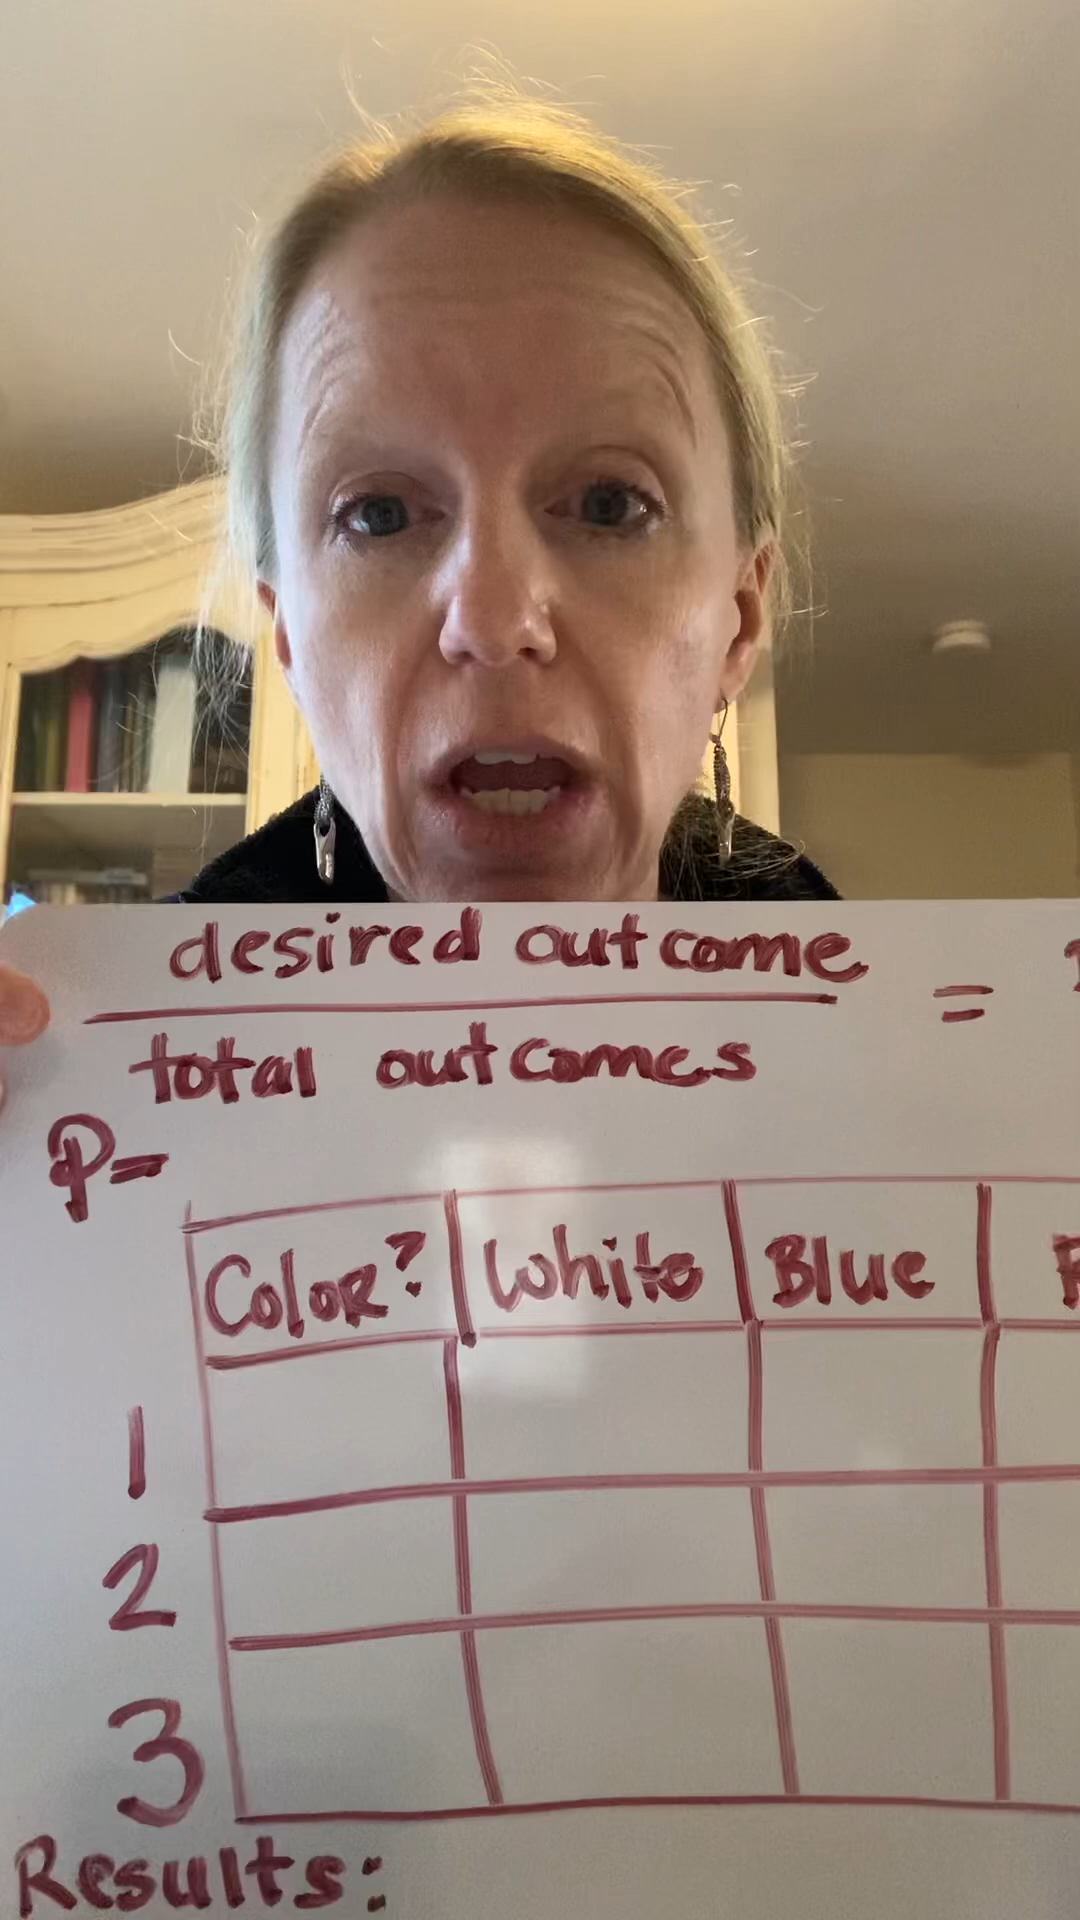 desired outcome =
total outcomes
P=
Color? White Blue
1
2
3
Results: